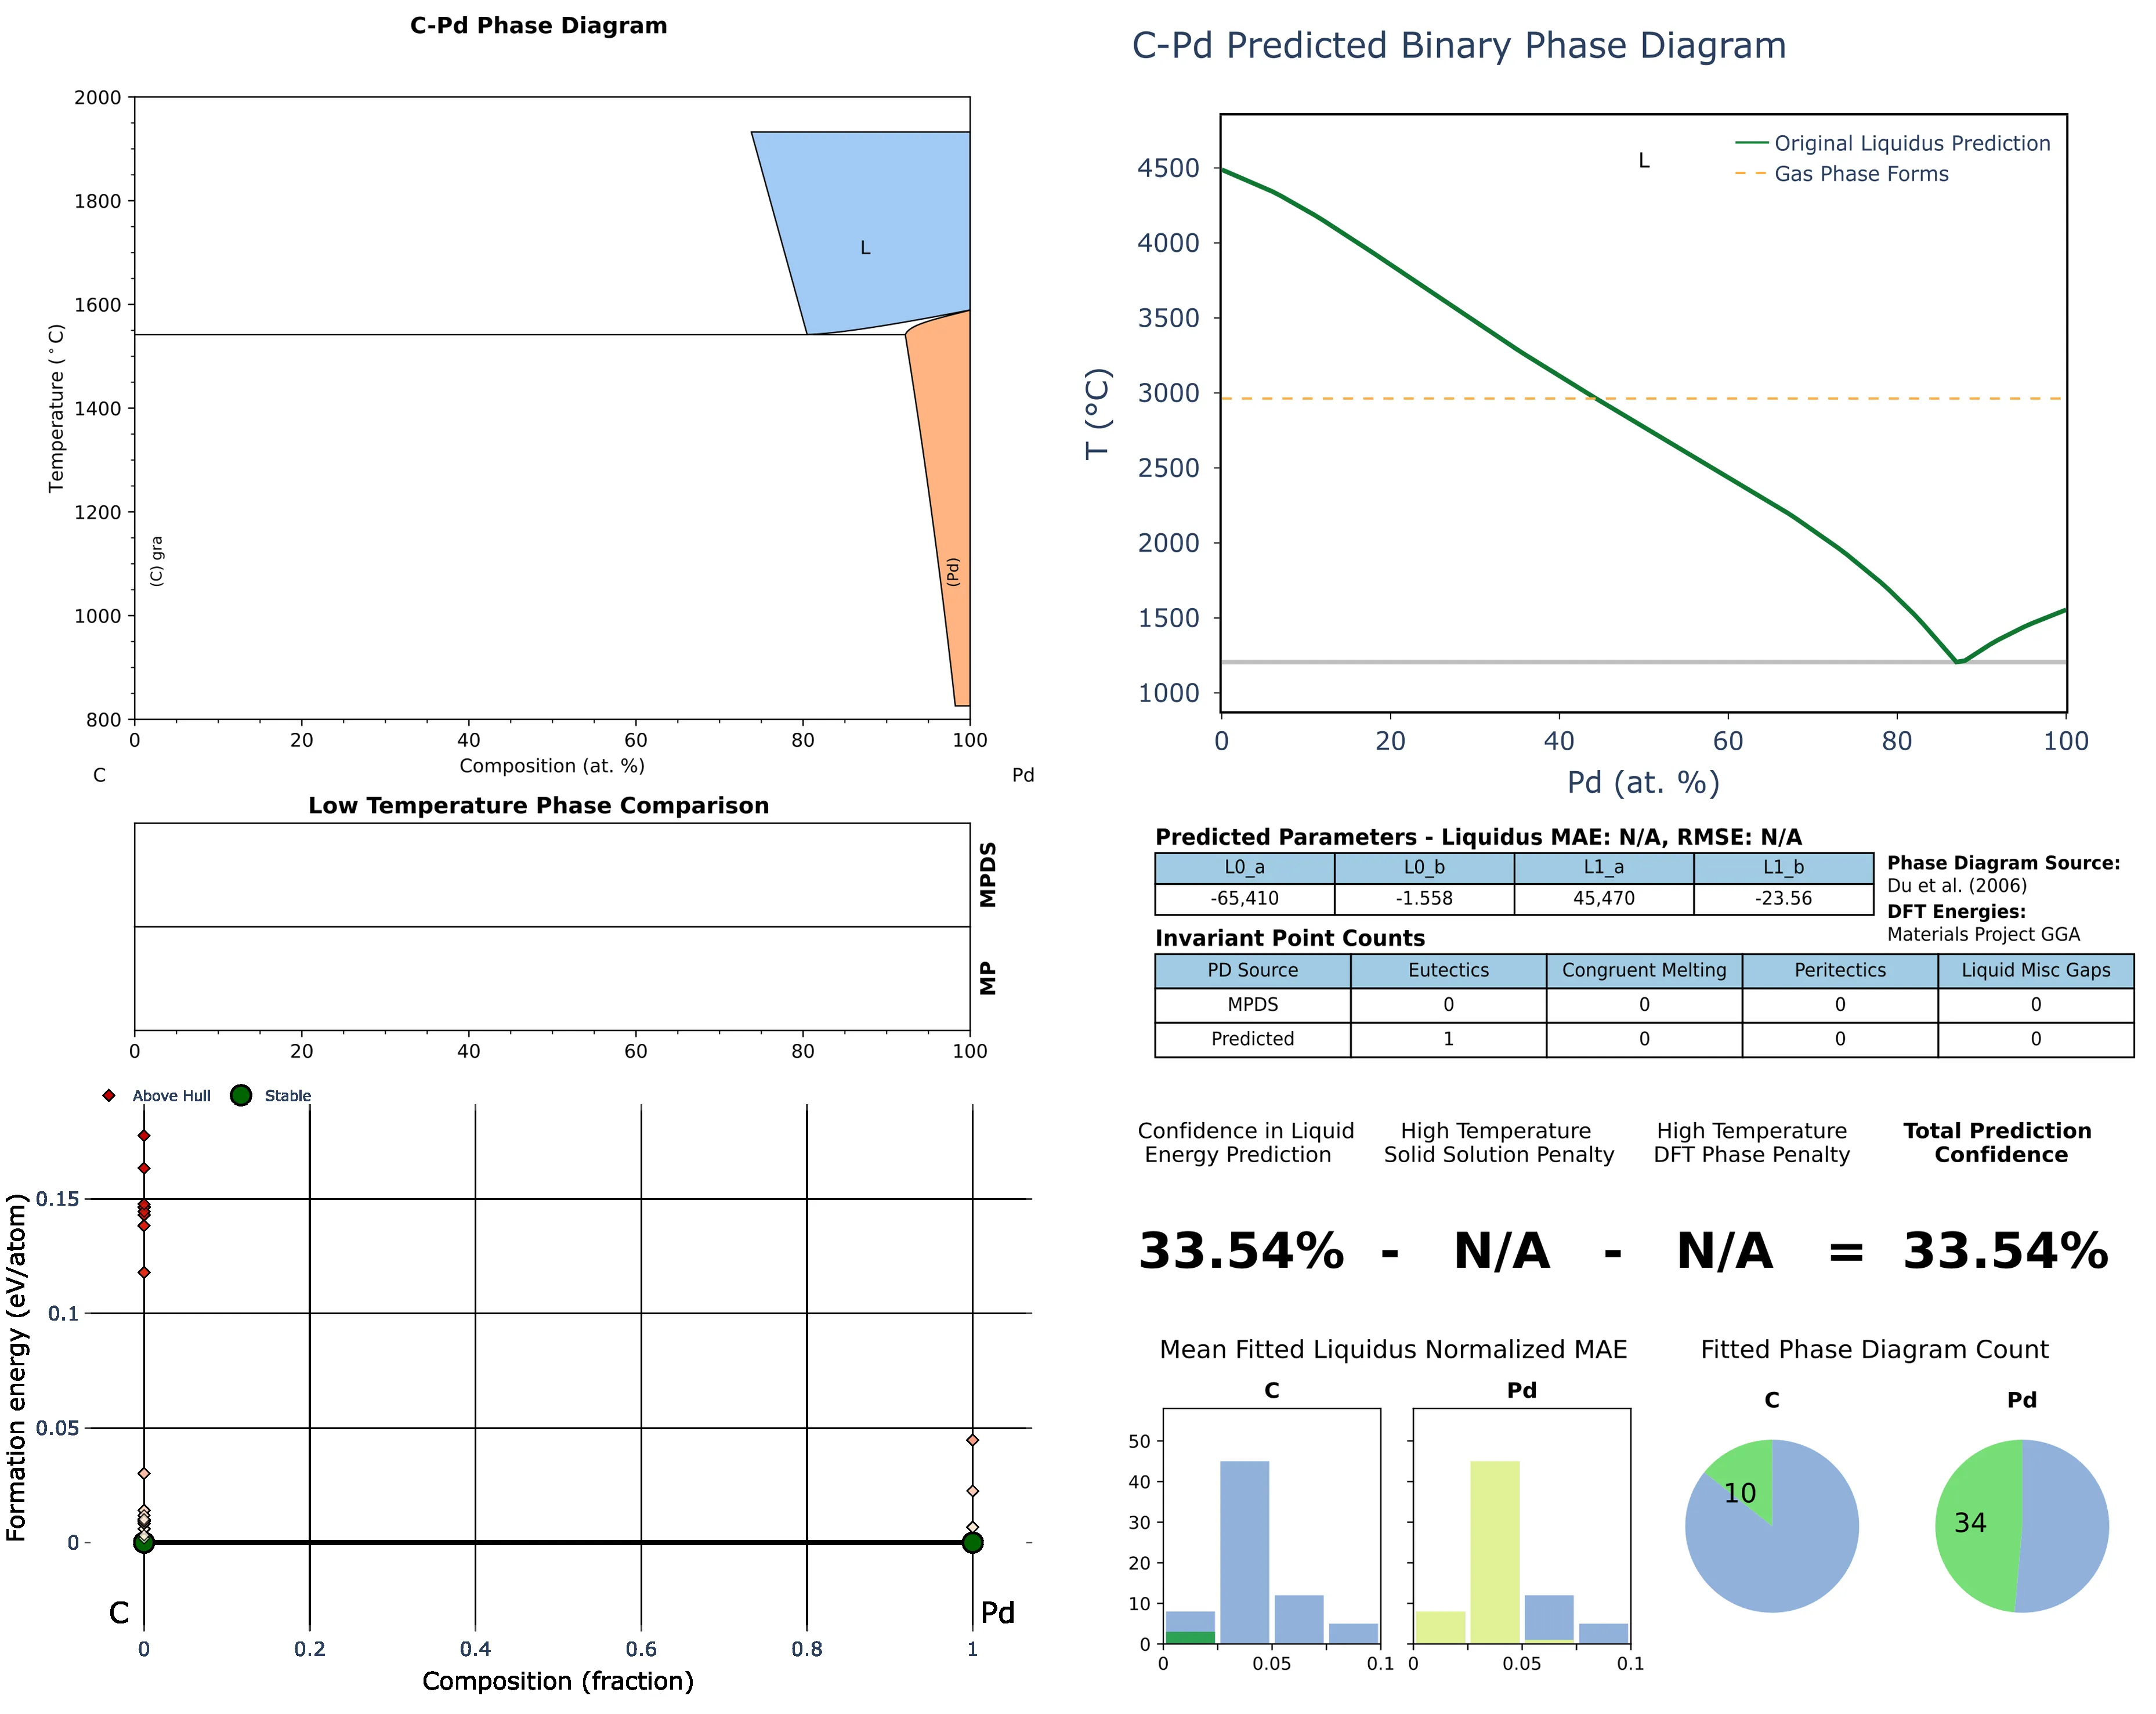 C-Pd Phase Diagram
2000
1800
1600
1400
1200
1000
800
Temperature (°C)
L
(C) gra
(Pd)
0 20 40 60 80 100
Composition (at. %)
C Pd
Low Temperature Phase Comparison
MPDS
MP
0 20 40 60 80 100
Above Hull Stable
0.15
0.1
0.05
0
Formation energy (eV/atom)
C Pd
0 0.2 0.4 0.6 0.8 1
Composition (fraction)
C-Pd Predicted Binary Phase Diagram
L
Original Liquidus Prediction
Gas Phase Forms
4500
4000
3500
3000
2500
2000
1500
1000
T (°C)
0 20 40 60 80 100
Pd (at. %)
Predicted Parameters - Liquidus MAE: N/A, RMSE: N/A
L0_a L0_b L1_a L1_b
-65,410 -1.558 45,470 -23.56
Phase Diagram Source:
Du et al. (2006)
DFT Energies:
Materials Project GGA
Invariant Point Counts
PD Source Eutectics Congruent Melting Peritectics Liquid Misc Gaps
MPDS 0 0 0 0
Predicted 1 0 0 0
Confidence in Liquid
Energy Prediction
High Temperature
Solid Solution Penalty
High Temperature
DFT Phase Penalty
Total Prediction
Confidence
33.54% - N/A - N/A = 33.54%
Mean Fitted Liquidus Normalized MAE
C Pd
50
40
30
20
10
0
0 0.05 0.1 0 0.05 0.1
Fitted Phase Diagram Count
C Pd
10 34